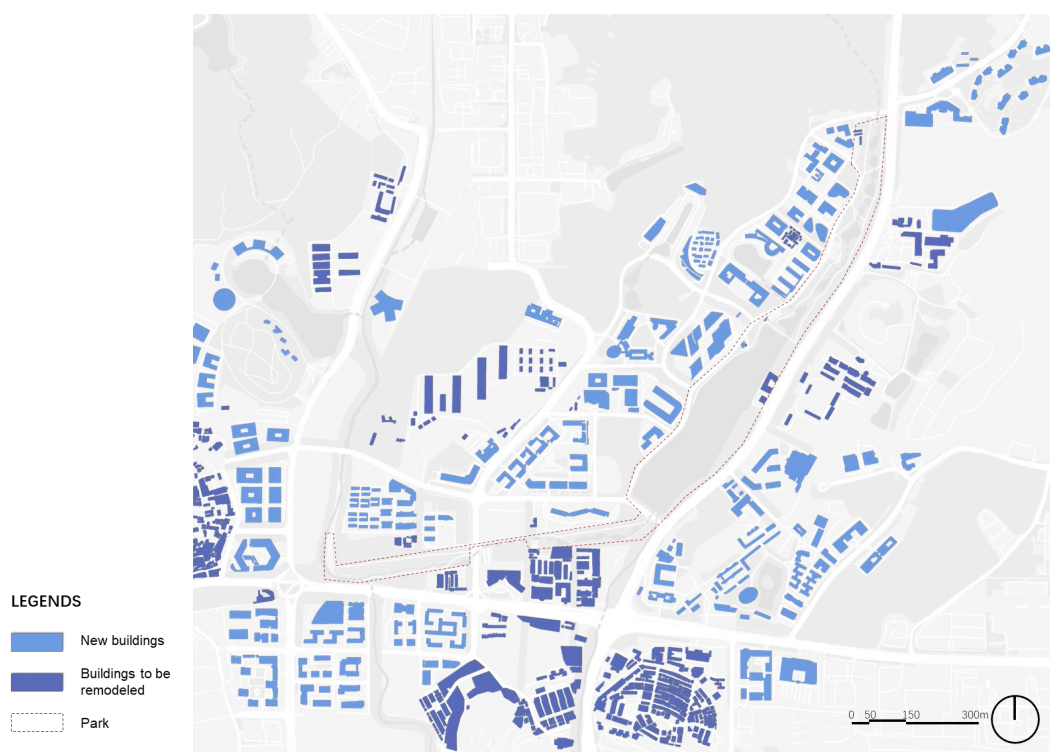 LEGENDS
New buildings
Buildings to be
remodeled
Park
0 50 150 300m